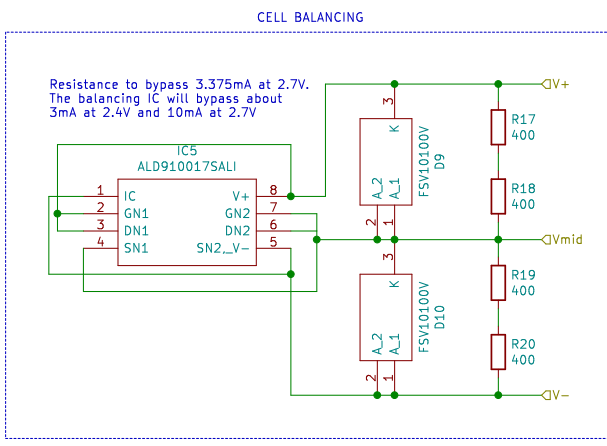 CELL BALANCING
Resistance to bypass 3.375mA at 2.7V.
The balancing IC will bypass about
3mA at 2.4V and 10mA at 2.7V
IC5
ALD910017SALI
1 IC V+ 8
2 GN1 GN2 7
3 DN1 DN2 6
4 SN1 SN2,_V- 5
3
K
A_2
A_1
2
1
FSV10100V
D9
3
K
A_2
A_1
2
1
FSV10100V
D10
R17
400
R18
400
R19
400
R20
400
V+
Vmid
V-